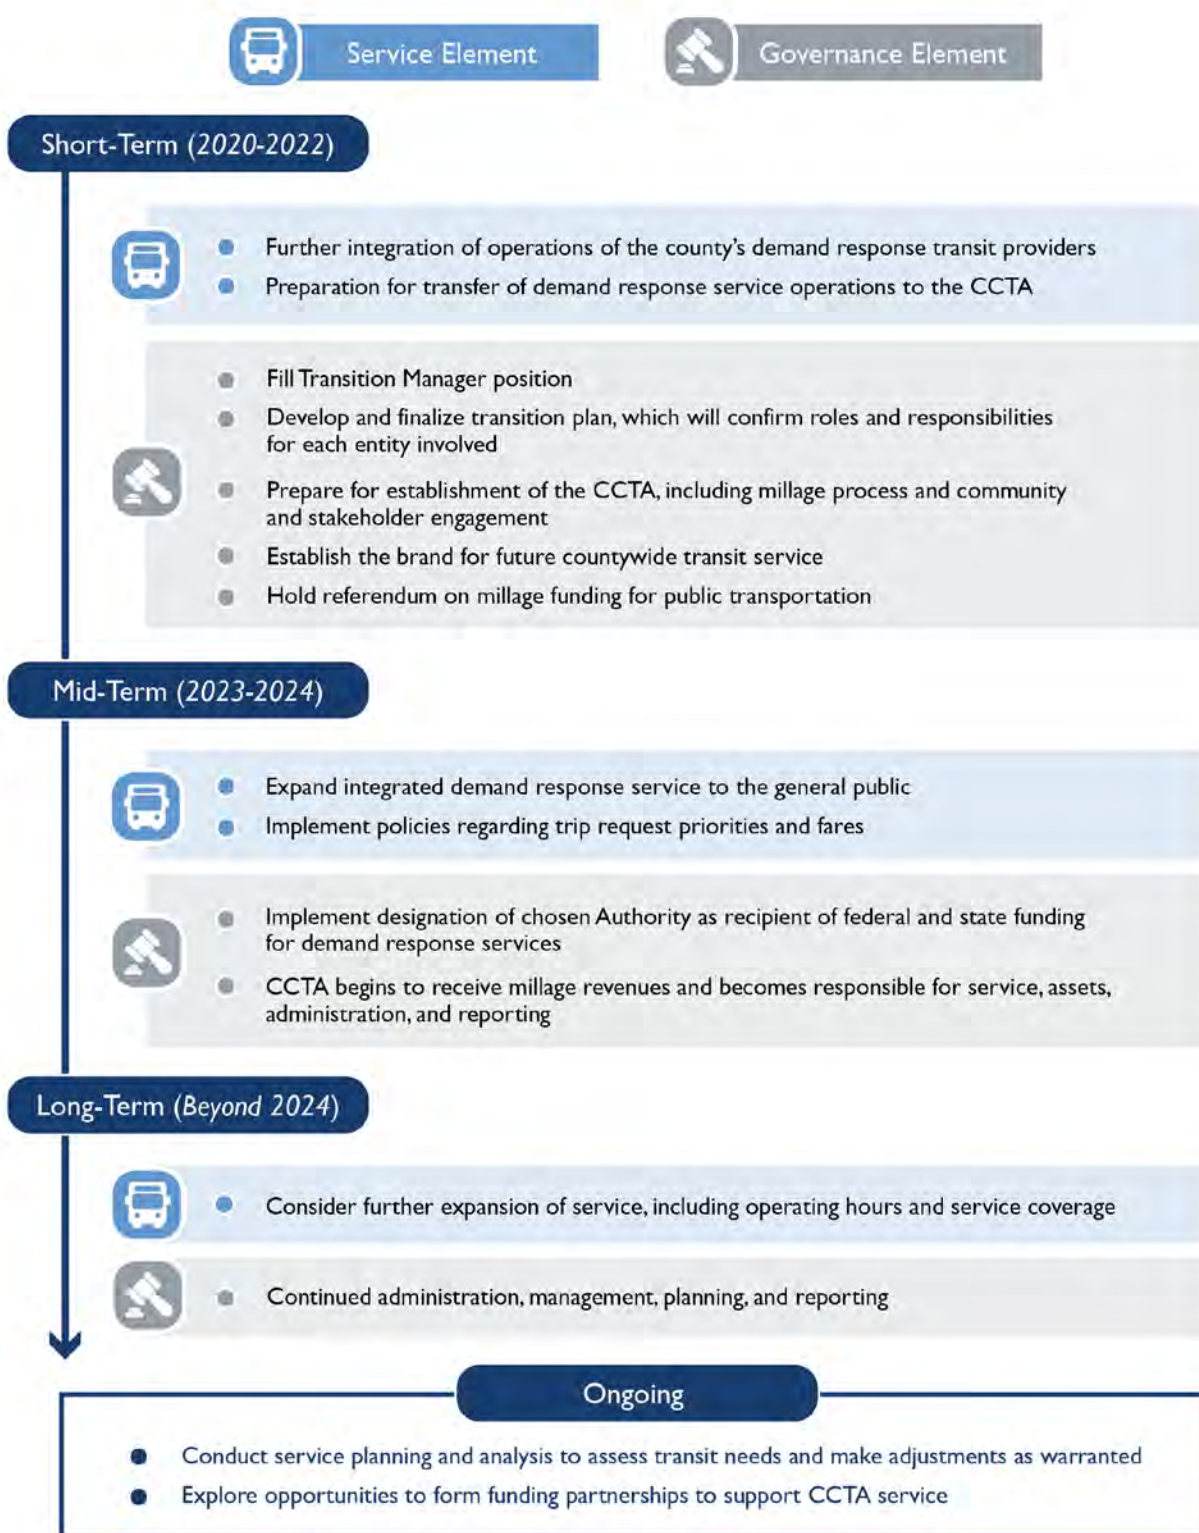 Service Element
Governance Element
Short-Term (2020-2022)
Further integration of operations of the county's demand response transit providers
Preparation for transfer of demand response service operations to the CCTA
Fill Transition Manager position
Develop and finalize transition plan, which will confirm roles and responsibilities
for each entity involved
Prepare for establishment of the CCTA, including millage process and community
and stakeholder engagement
Establish the brand for future countywide transit service
Hold referendum on millage funding for public transportation
Mid-Term (2023-2024)
Expand integrated demand response service to the general public
Implement policies regarding trip request priorities and fares
Implement designation of chosen Authority as recipient of federal and state funding
for demand response services
CCTA begins to receive millage revenues and becomes responsible for service, assets,
administration, and reporting
Long-Term (Beyond 2024)
Consider further expansion of service, including operating hours and service coverage
Continued administration, management, planning, and reporting
Ongoing
Conduct service planning and analysis to assess transit needs and make adjustments as warranted
Explore opportunities to form funding partnerships to support CCTA service